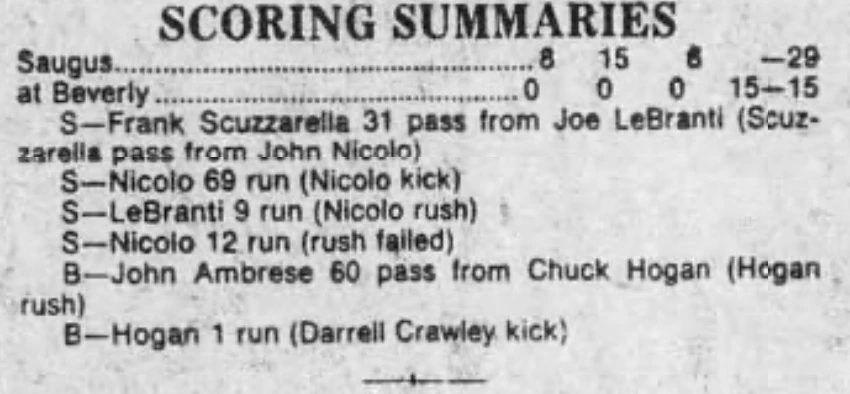 SCORING SUMMARIES
Saugus................................................8 15 6 —29
at Beverly..........................................0 0 0 15—15
S—Frank Scuzzarella 31 pass from Joe LeBranti (Scuz-
zarella pass from John Nicolo)
S—Nicolo 69 run (Nicolo kick)
S—LeBranti 9 run (Nicolo rush)
S—Nicolo 12 run (rush failed)
B—John Ambrese 60 pass from Chuck Hogan (Hogan
rush)
B—Hogan 1 run (Darrell Crawley kick)